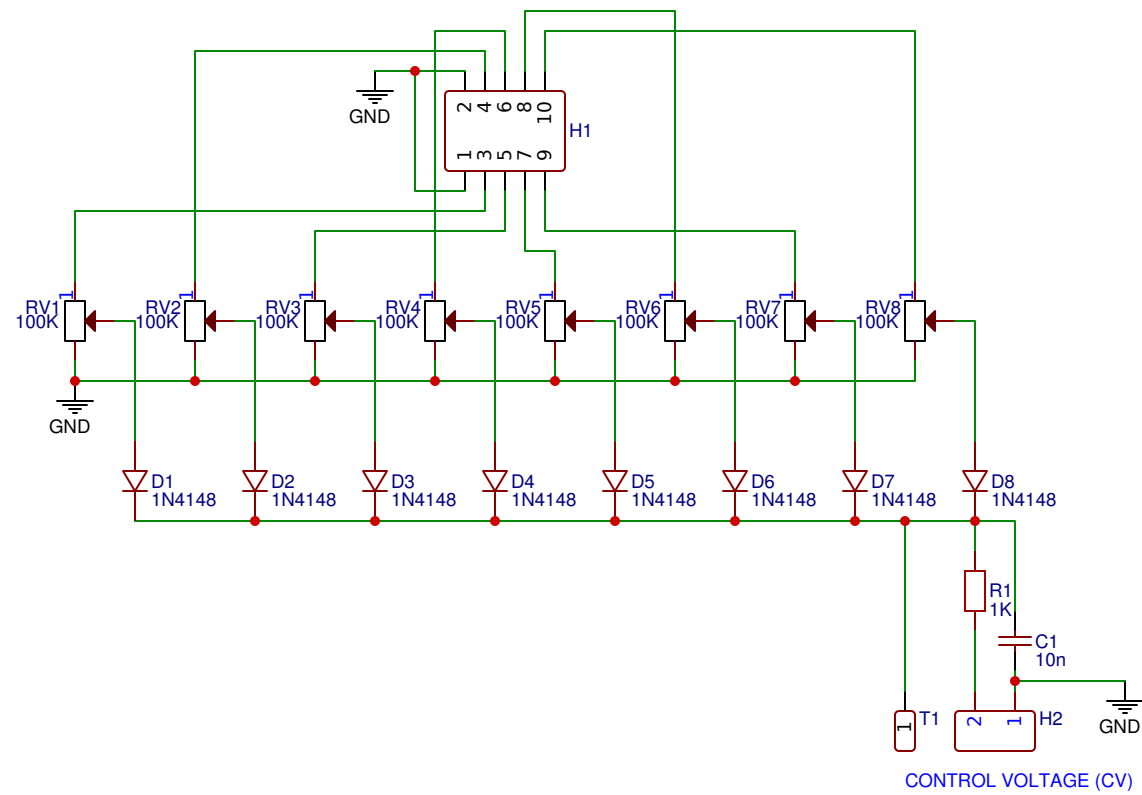 2 4 6 8 10
GND
H1
1 3 5 7 9
1 1 1 1 1 1 1 1
RV1 RV2 RV3 RV4 RV5 RV6 RV7 RV8
100K 100K 100K 100K 100K 100K 100K 100K
GND
D1 D2 D3 D4 D5 D6 D7 D8
1N4148 1N4148 1N4148 1N4148 1N4148 1N4148 1N4148 1N4148
R1
1K
C1
10n
1 T1 2 1 H2
GND
CONTROL VOLTAGE (CV)